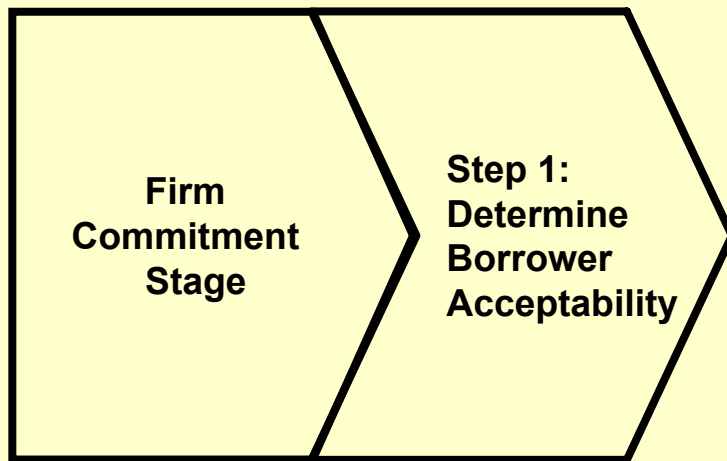 Firm
Commitment
Stage
Step 1:
Determine
Borrower
Acceptability